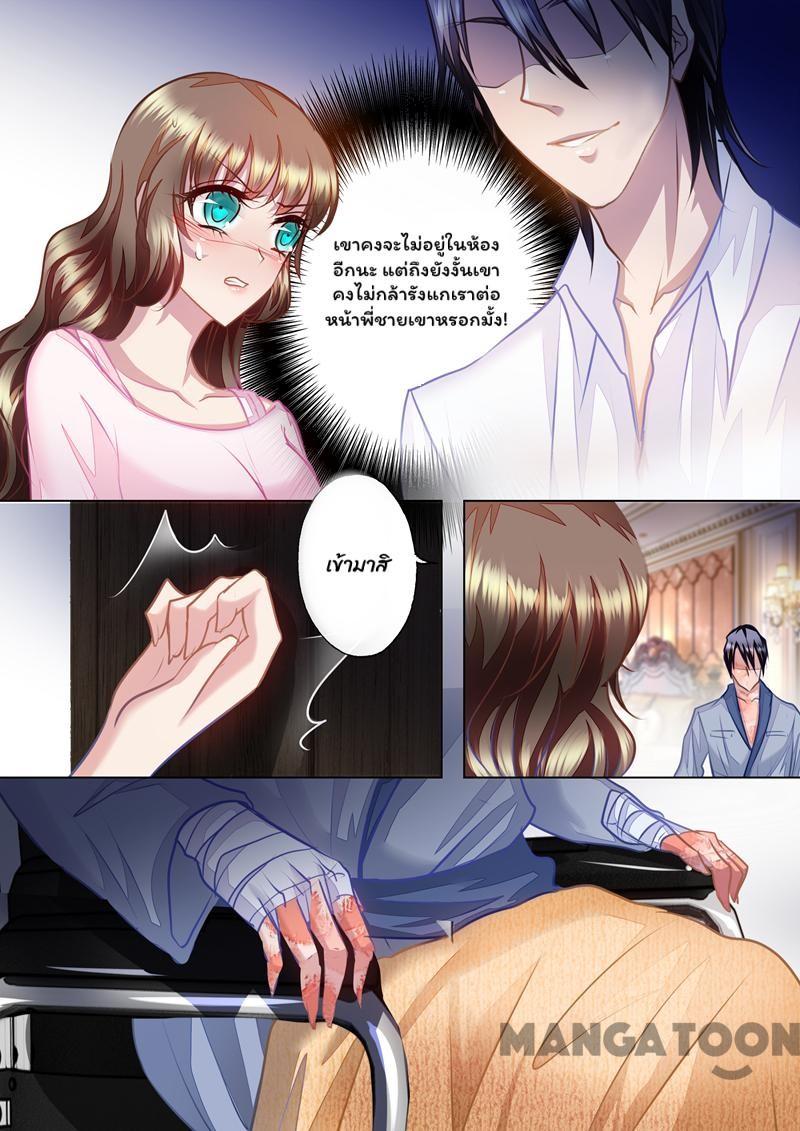 เขาคงจะไม่อยู่ในห้อง
อีกนะ แต่ถึงยังงั้นเขา
คงไม่กล้ารังแกเราต่อ
หน้าพี่ชายเขาหรอกมั้ง!
เข้ามาสิ
MANGATOON